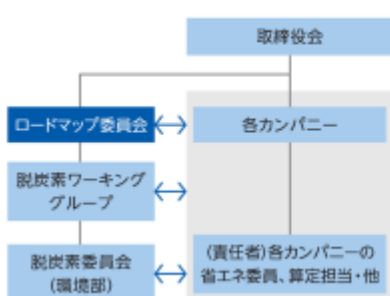 取締役会
ロードマップ委員会
各カンパニー
脱炭素ワーキング
グループ
脱炭素委員会
(環境部)
(責任者)各カンパニーの
省エネ委員、算定担当・他